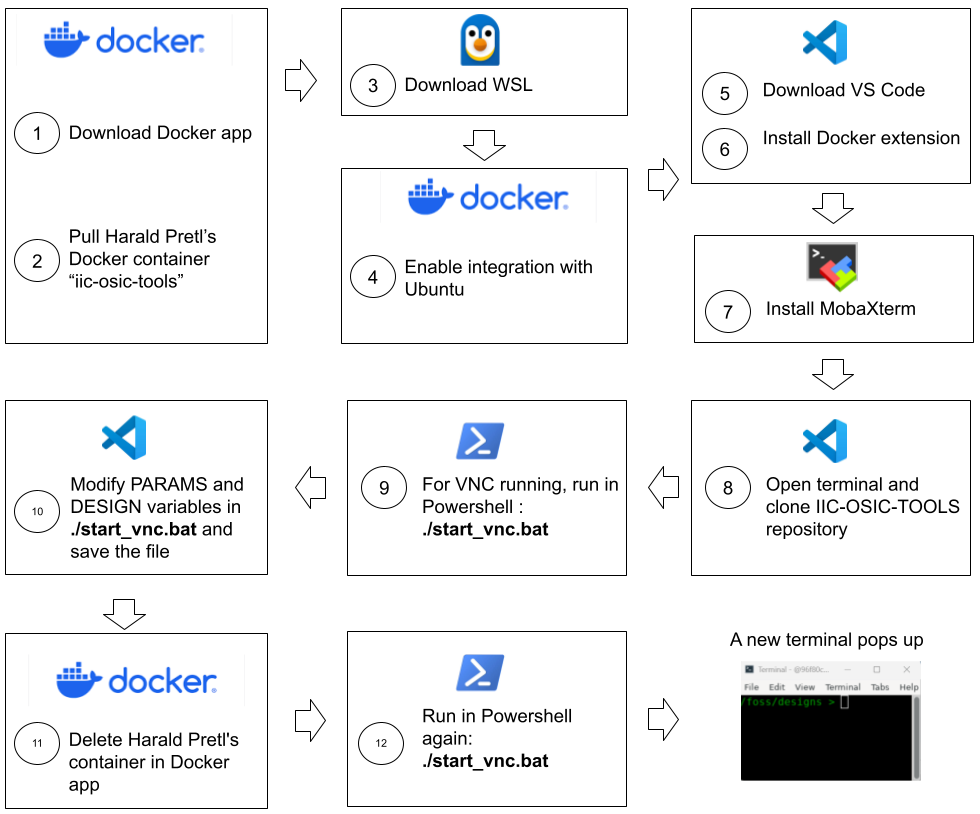 docker
1
Download Docker app
2
Pull Harald Pretl’s
Docker container
“iic-osic-tools”
3
Download WSL
docker
4
Enable integration with
Ubuntu
5
Download VS Code
6
Install Docker extension
7
Install MobaXterm
8
Open terminal and
clone IIC-OSIC-TOOLS
repository
9
For VNC running, run in
Powershell :
./start_vnc.bat
10
Modify PARAMS and
DESIGN variables in
./start_vnc.bat and
save the file
docker
11
Delete Harald Pretl's
container in Docker
app
12
Run in Powershell
again:
./start_vnc.bat
A new terminal pops up
Terminal - @96f80c...
File Edit View Terminal Tabs Help
/foss/designs >